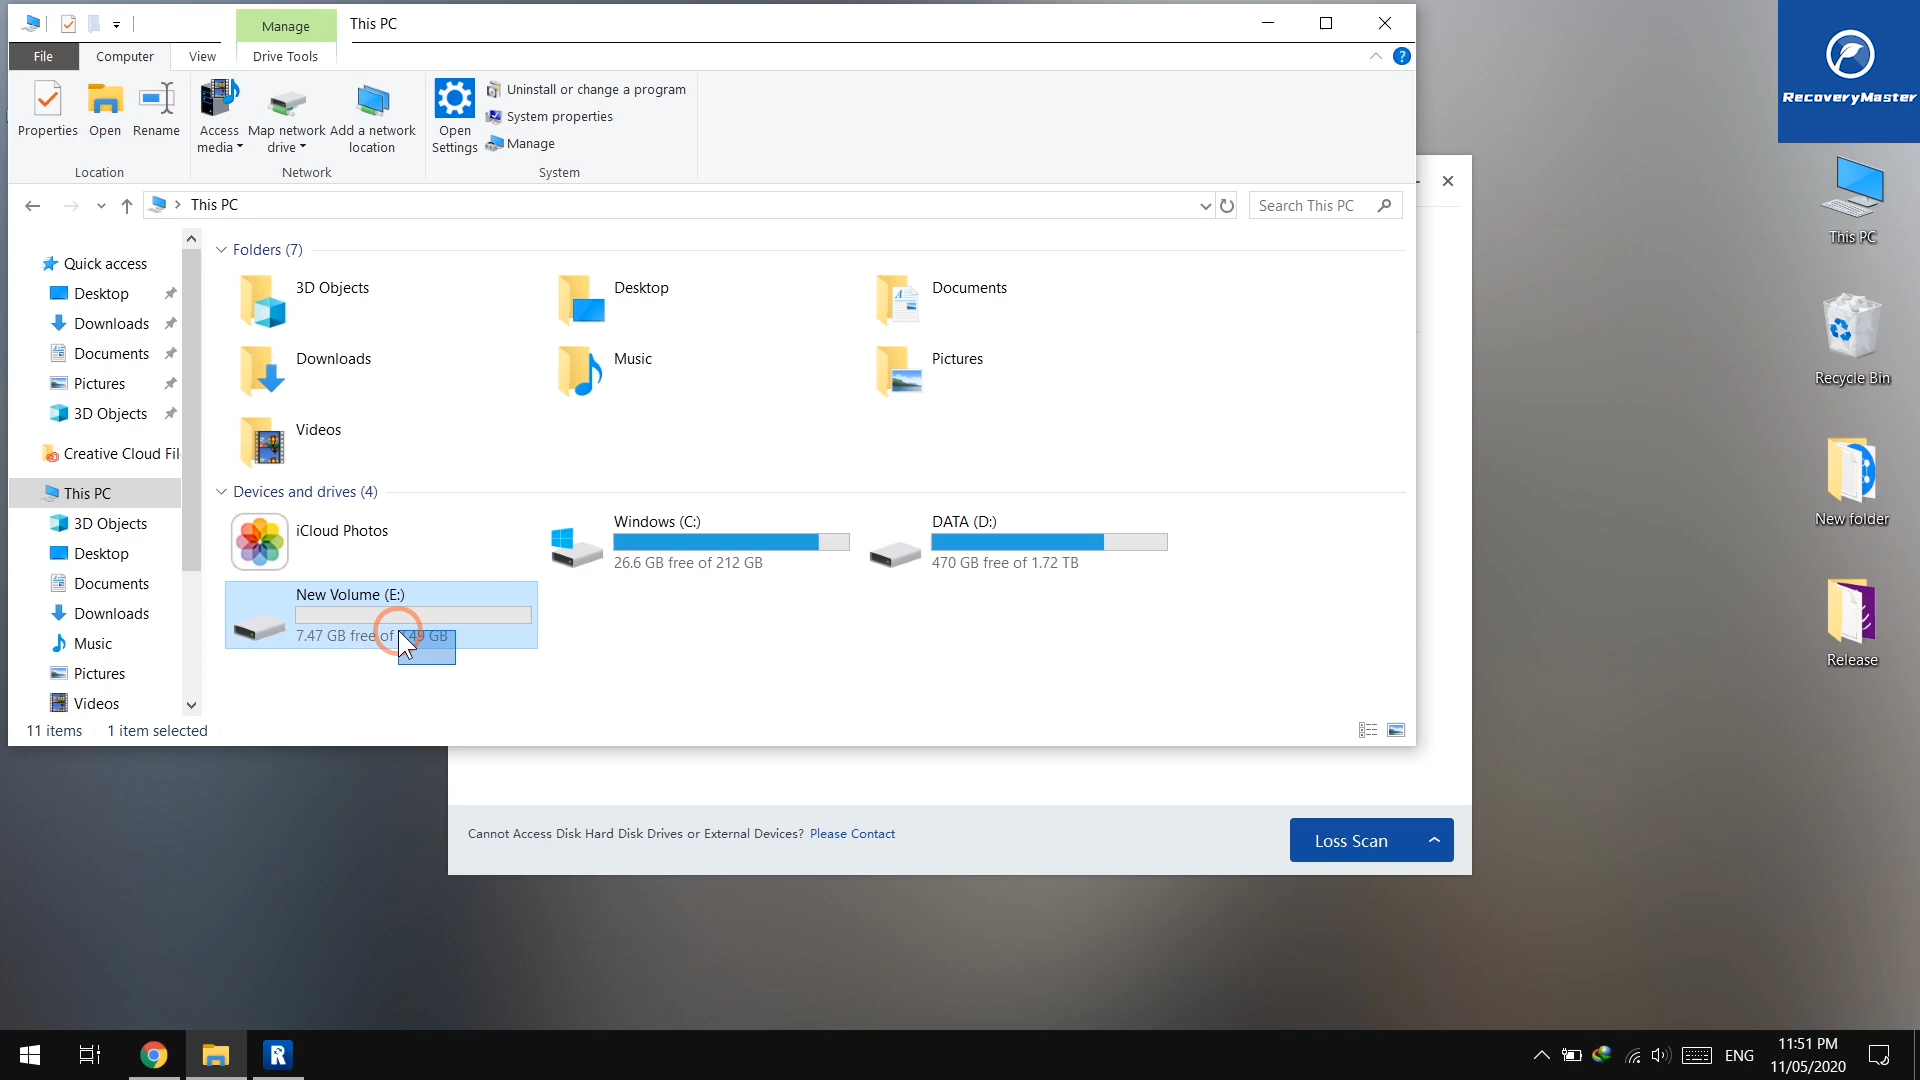 Manage
This PC
File
Computer
View
Drive Tools
Properties
Open
Rename
Access media
Map network drive
Add a network location
Open Settings
Uninstall or change a program
System properties
Manage
Location
Network
System
This PC
Search This PC
Quick access
Desktop
Downloads
Documents
Pictures
3D Objects
Creative Cloud Fil
This PC
3D Objects
Desktop
Documents
Downloads
Music
Pictures
Videos
Folders (7)
3D Objects
Desktop
Documents
Downloads
Music
Pictures
Videos
Devices and drives (4)
iCloud Photos
Windows (C:)
26.6 GB free of 212 GB
DATA (D:)
470 GB free of 1.72 TB
New Volume (E:)
7.47 GB free of 7.49 GB
11 items
1 item selected
Cannot Access Disk Hard Disk Drives or External Devices? Please Contact
Loss Scan
RecoveryMaster
This PC
Recycle Bin
New folder
Release
R
ENG
11:51 PM
11/05/2020